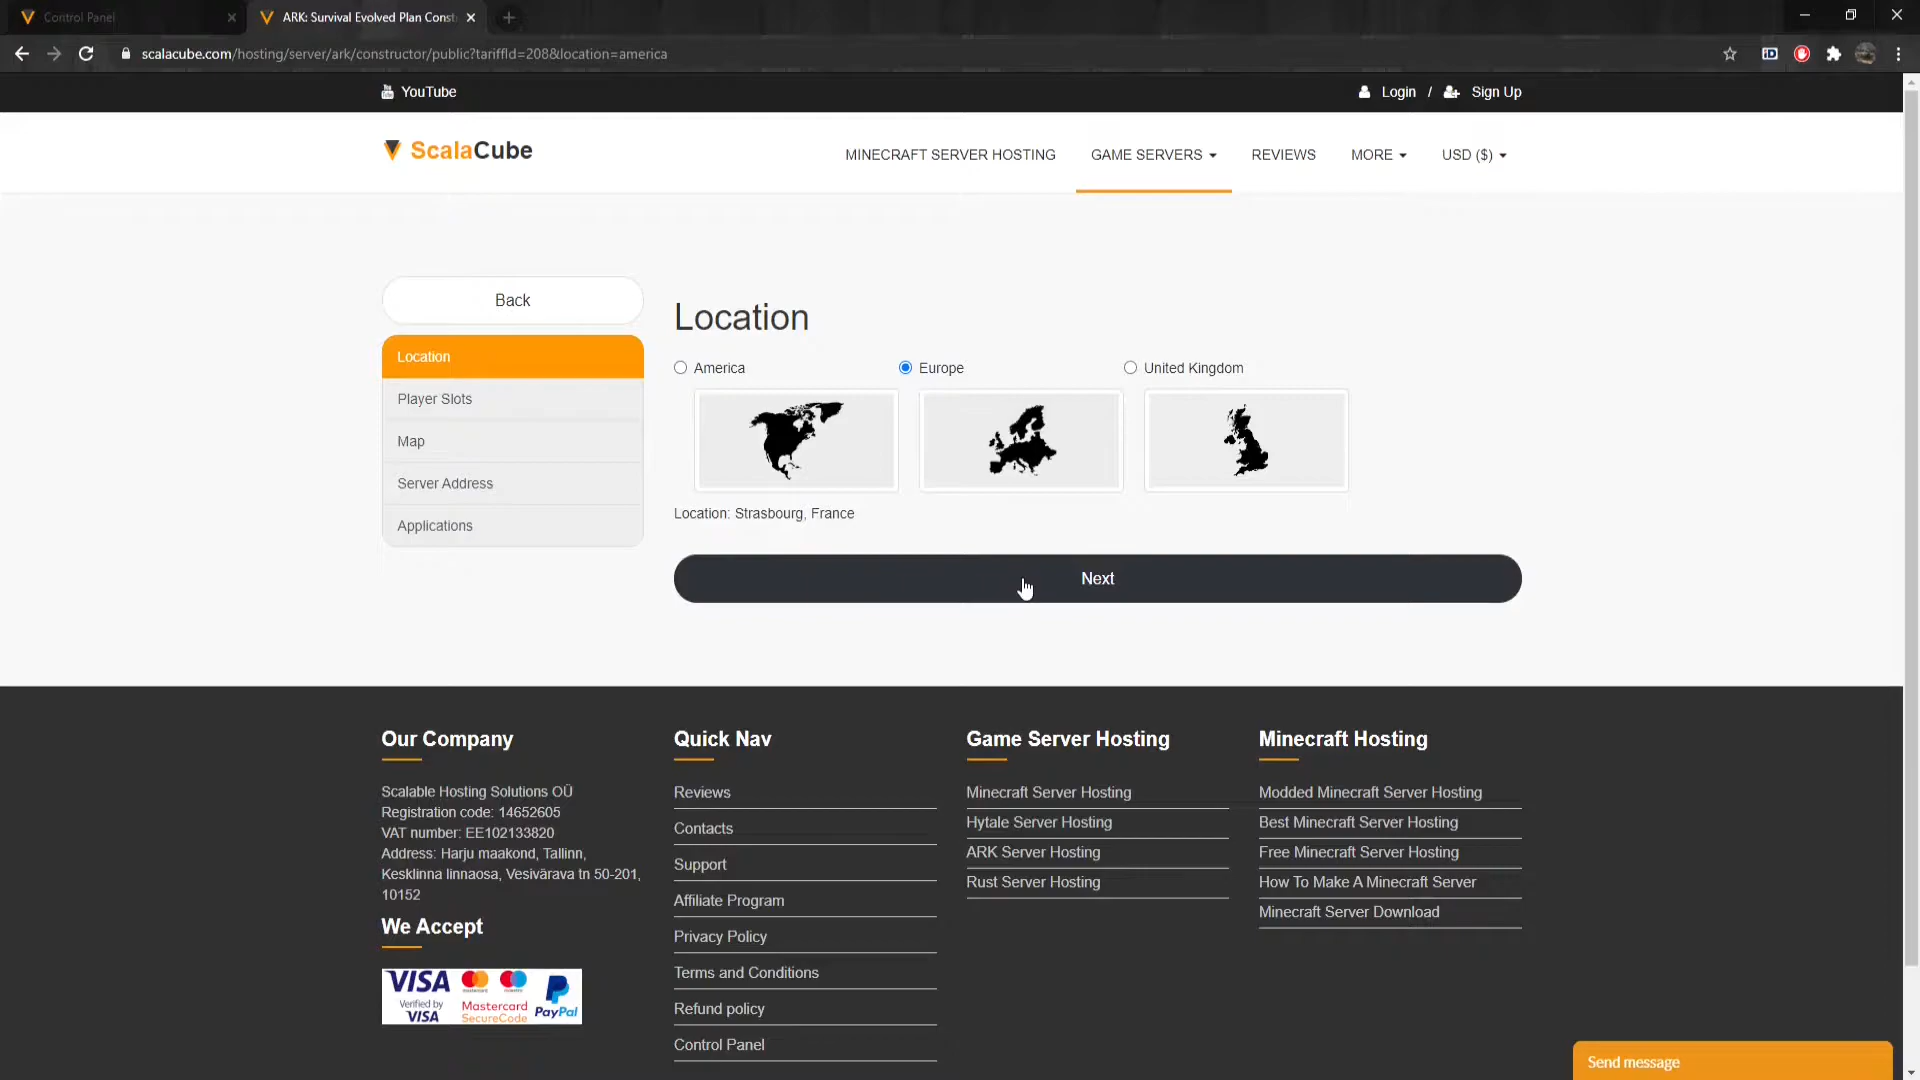 Control Panel
ARK: Survival Evolved Plan Const
scalacube.com/hosting/server/ark/constructor/public?tariffId=208&location=america
YouTube
Login / Sign Up
ScalaCube
MINECRAFT SERVER HOSTING
GAME SERVERS
REVIEWS
MORE
USD ($)
Back
Location
Player Slots
Map
Server Address
Applications
Location
America
Europe
United Kingdom
Location: Strasbourg, France
Next
Our Company
Scalable Hosting Solutions OÜ
Registration code: 14652605
VAT number: EE102133820
Address: Harju maakond, Tallinn,
Kesklinna linnaosa, Vesivärava tn 50-201,
10152
We Accept
VISA
Verified by
VISA
mastercard
maestro
Mastercard
SecureCode
PayPal
Quick Nav
Reviews
Contacts
Support
Affiliate Program
Privacy Policy
Terms and Conditions
Refund policy
Control Panel
Game Server Hosting
Minecraft Server Hosting
Hytale Server Hosting
ARK Server Hosting
Rust Server Hosting
Minecraft Hosting
Modded Minecraft Server Hosting
Best Minecraft Server Hosting
Free Minecraft Server Hosting
How To Make A Minecraft Server
Minecraft Server Download
Send message